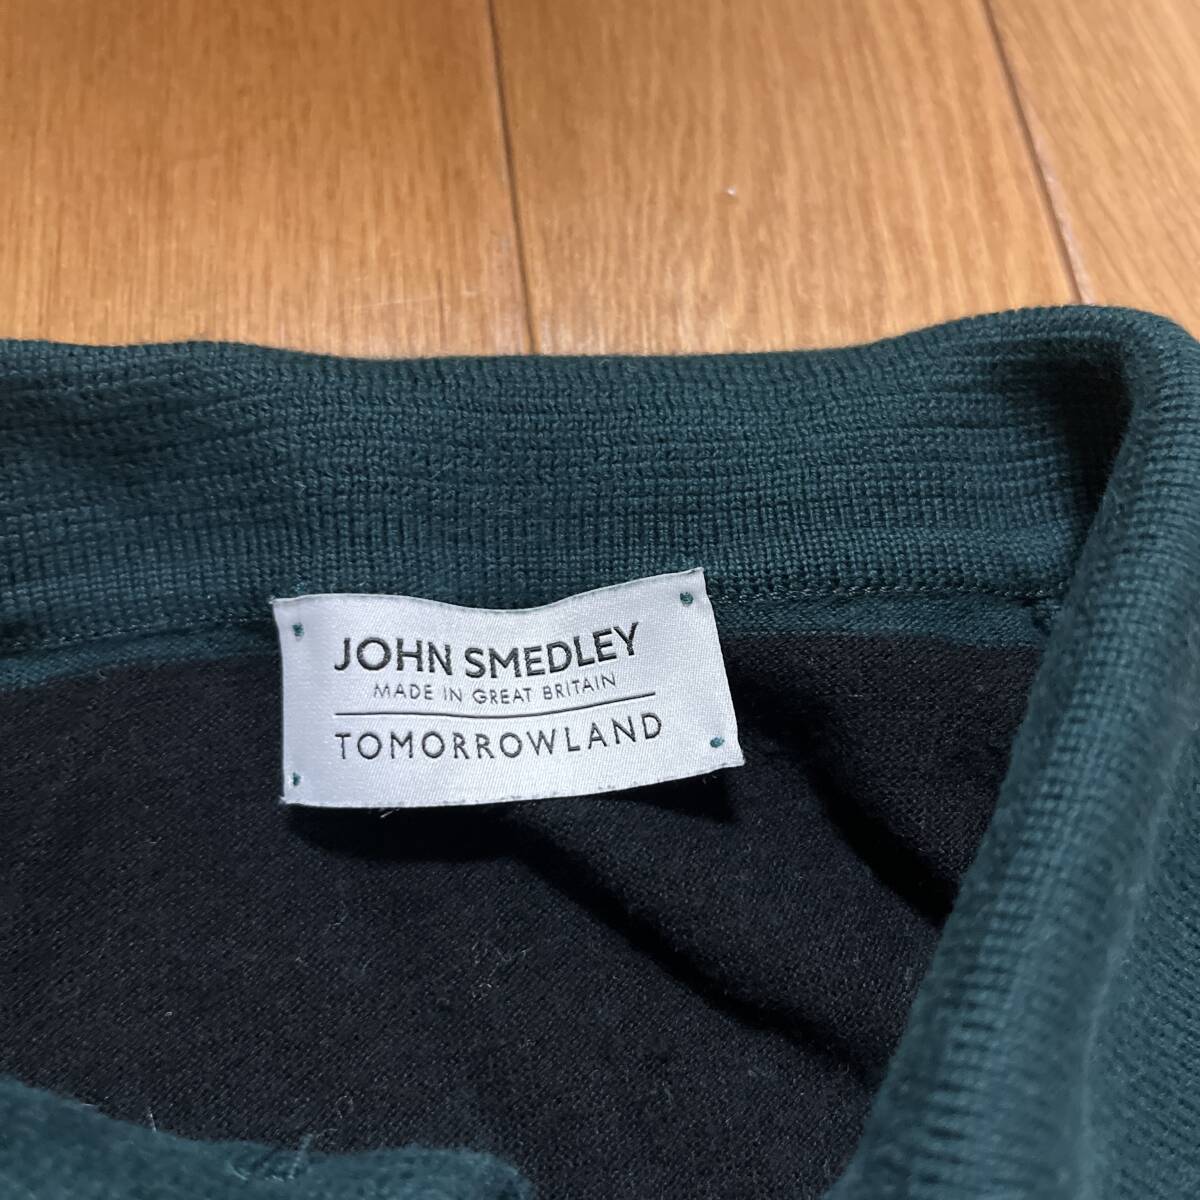 JOHN SMEDLEY
MADE IN GREAT BRITAIN
TOMORROWLAND